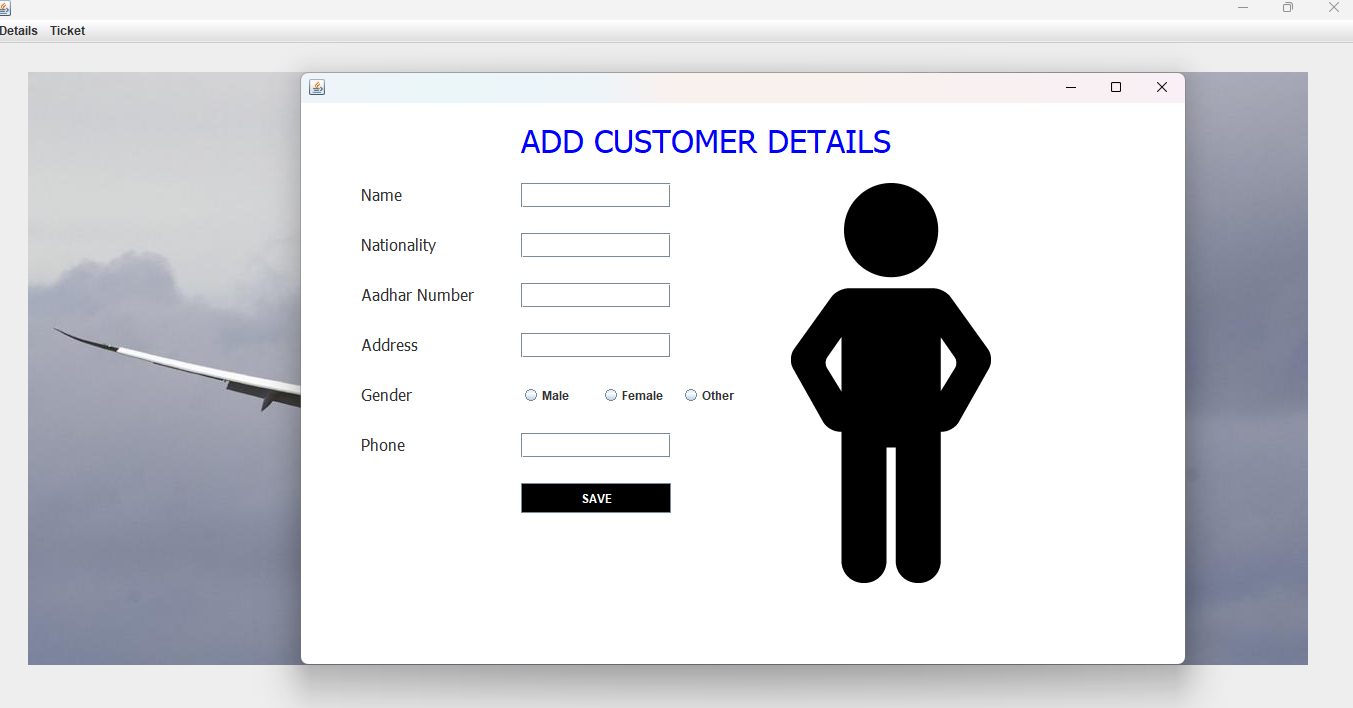 Details Ticket
ADD CUSTOMER DETAILS
Name
Nationality
Aadhar Number
Address
Gender Male Female Other
Phone
SAVE